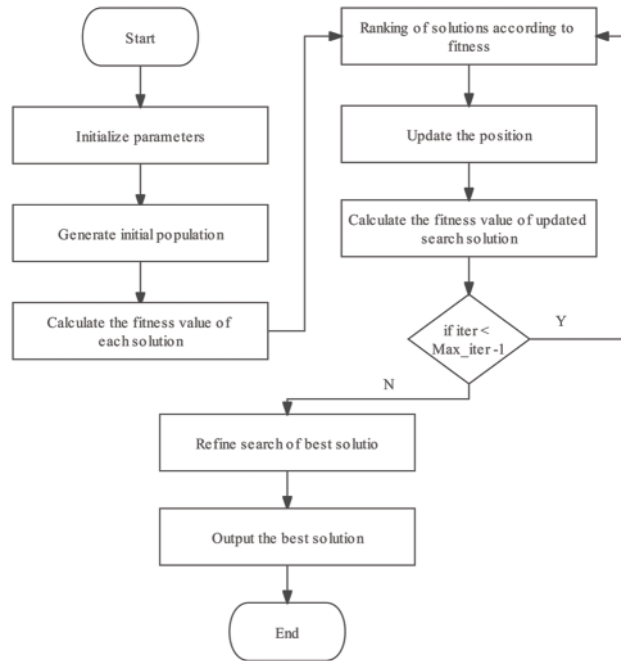 Start
Initialize parameters
Generate initial population
Calculate the fitness value of
each solution
Ranking of solutions according to
fitness
Update the position
Calculate the fitness value of updated
search solution
if iter <
Max_iter -1
Y
N
Refine search of best solutio
Output the best solution
End